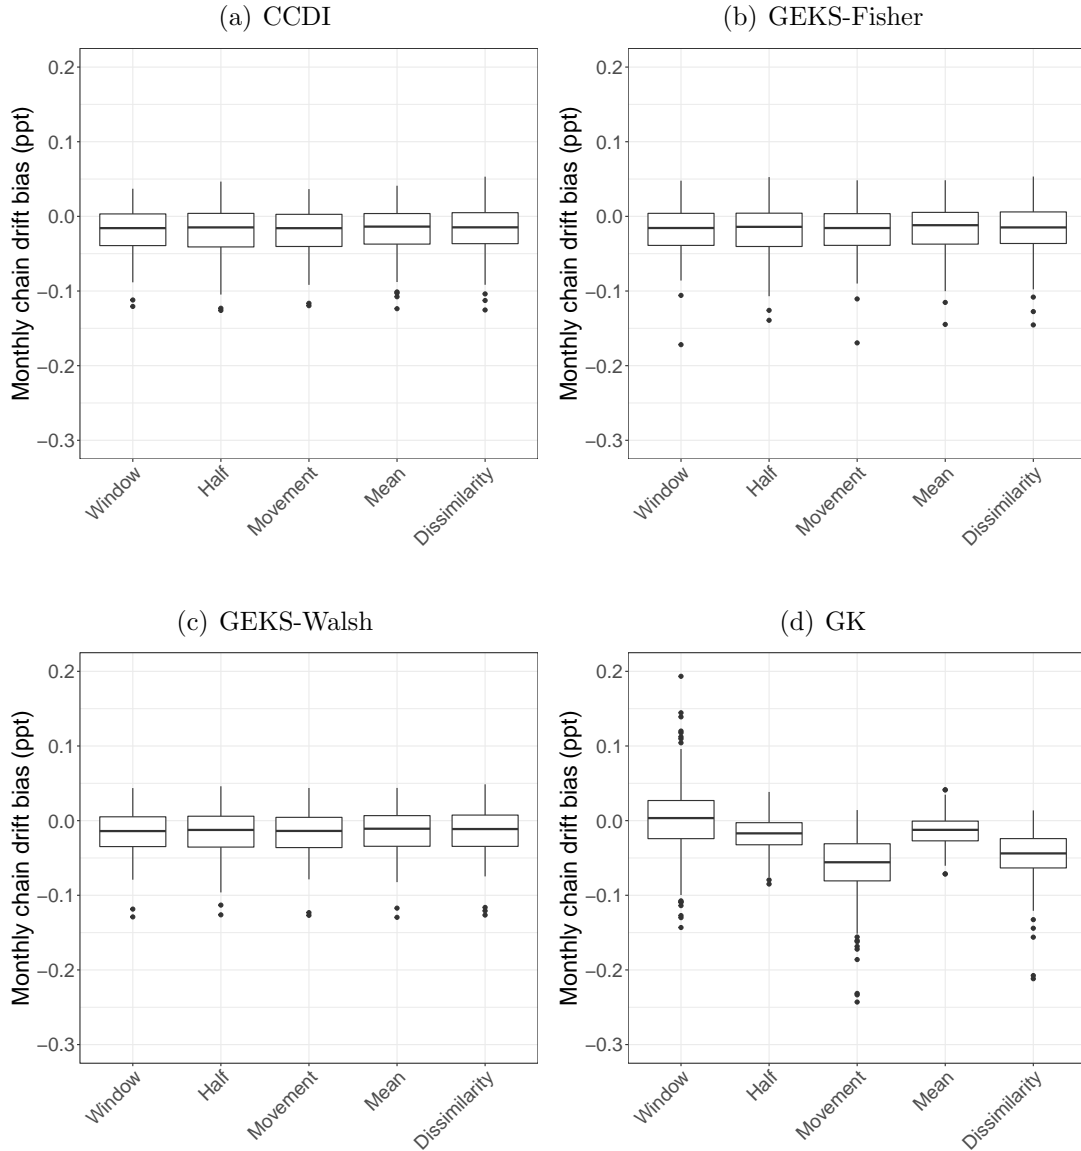 (a) CCDI
Monthly chain drift bias (ppt)
0.2
0.1
0.0
−0.1
−0.2
−0.3
Window
Half
Movement
Mean
Dissimilarity
(b) GEKS-Fisher
Monthly chain drift bias (ppt)
0.2
0.1
0.0
−0.1
−0.2
−0.3
Window
Half
Movement
Mean
Dissimilarity
(c) GEKS-Walsh
Monthly chain drift bias (ppt)
0.2
0.1
0.0
−0.1
−0.2
−0.3
Window
Half
Movement
Mean
Dissimilarity
(d) GK
Monthly chain drift bias (ppt)
0.2
0.1
0.0
−0.1
−0.2
−0.3
Window
Half
Movement
Mean
Dissimilarity